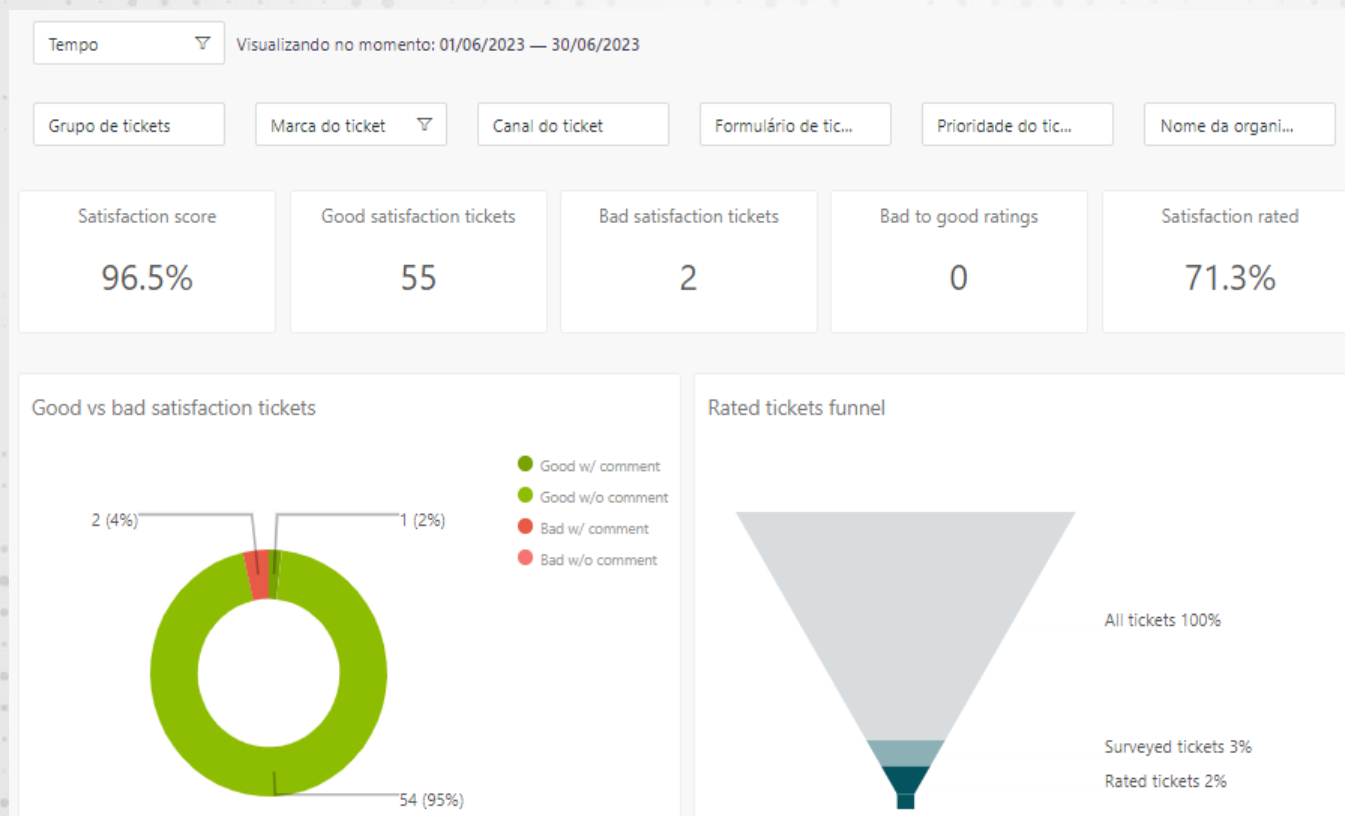 Tempo
Visualizando no momento: 01/06/2023 — 30/06/2023
Grupo de tickets
Marca do ticket
Canal do ticket
Formulário de tic...
Prioridade do tic...
Nome da organi...
Satisfaction score
96.5%
Good satisfaction tickets
55
Bad satisfaction tickets
2
Bad to good ratings
0
Satisfaction rated
71.3%
Good vs bad satisfaction tickets
Good w/ comment
Good w/o comment
Bad w/ comment
Bad w/o comment
2 (4%)
1 (2%)
54 (95%)
Rated tickets funnel
All tickets 100%
Surveyed tickets 3%
Rated tickets 2%